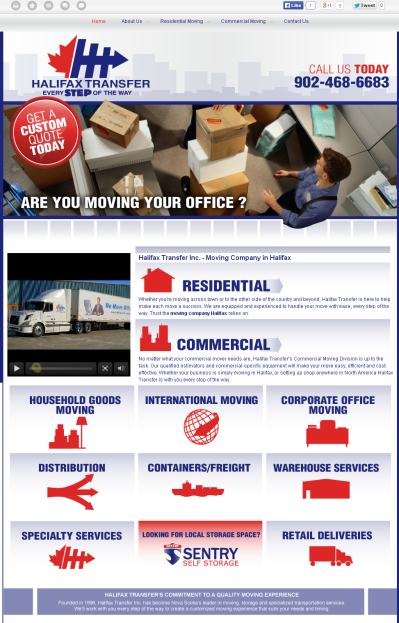 Like 1
+1 0
Tweet 0
Home About Us Residential Moving Commercial Moving Contact Us
HALIFAX TRANSFER
EVERY STEP OF THE WAY
CALL US TODAY
902-468-6683
GET A
CUSTOM
QUOTE
TODAY
ARE YOU MOVING YOUR OFFICE ?
Halifax Transfer Inc. - Moving Company in Halifax
RESIDENTIAL
Whether you're moving across town or to the other side of the country and beyond, Halifax Transfer is here to help
make each move a success. We are equipped and experienced to handle your move with ease, every step of the
way. Trust the moving company Halifax relies on.
COMMERCIAL
No matter what your commercial mover needs are, Halifax Transfer's Commercial Moving Division is up to the
task. Our qualified estimators and commercial-specific equipment will make your move easy, efficient and cost
effective. Whether your business is simply moving in Halifax, or setting up shop anywhere in North America Halifax
Transfer is with you every step of the way.
HOUSEHOLD GOODS
MOVING
INTERNATIONAL MOVING
CORPORATE OFFICE
MOVING
DISTRIBUTION
CONTAINERS/FREIGHT
WAREHOUSE SERVICES
SPECIALTY SERVICES
LOOKING FOR LOCAL STORAGE SPACE?
SENTRY
SELF STORAGE
RETAIL DELIVERIES
HALIFAX TRANSFER'S COMMITMENT TO A QUALITY MOVING EXPERIENCE
Founded in 1998, Halifax Transfer Inc. has become Nova Scotia's leader in moving, storage and specialized transportation services.
We'll work with you every step of the way to create a customized moving experience that suits your needs and timing.